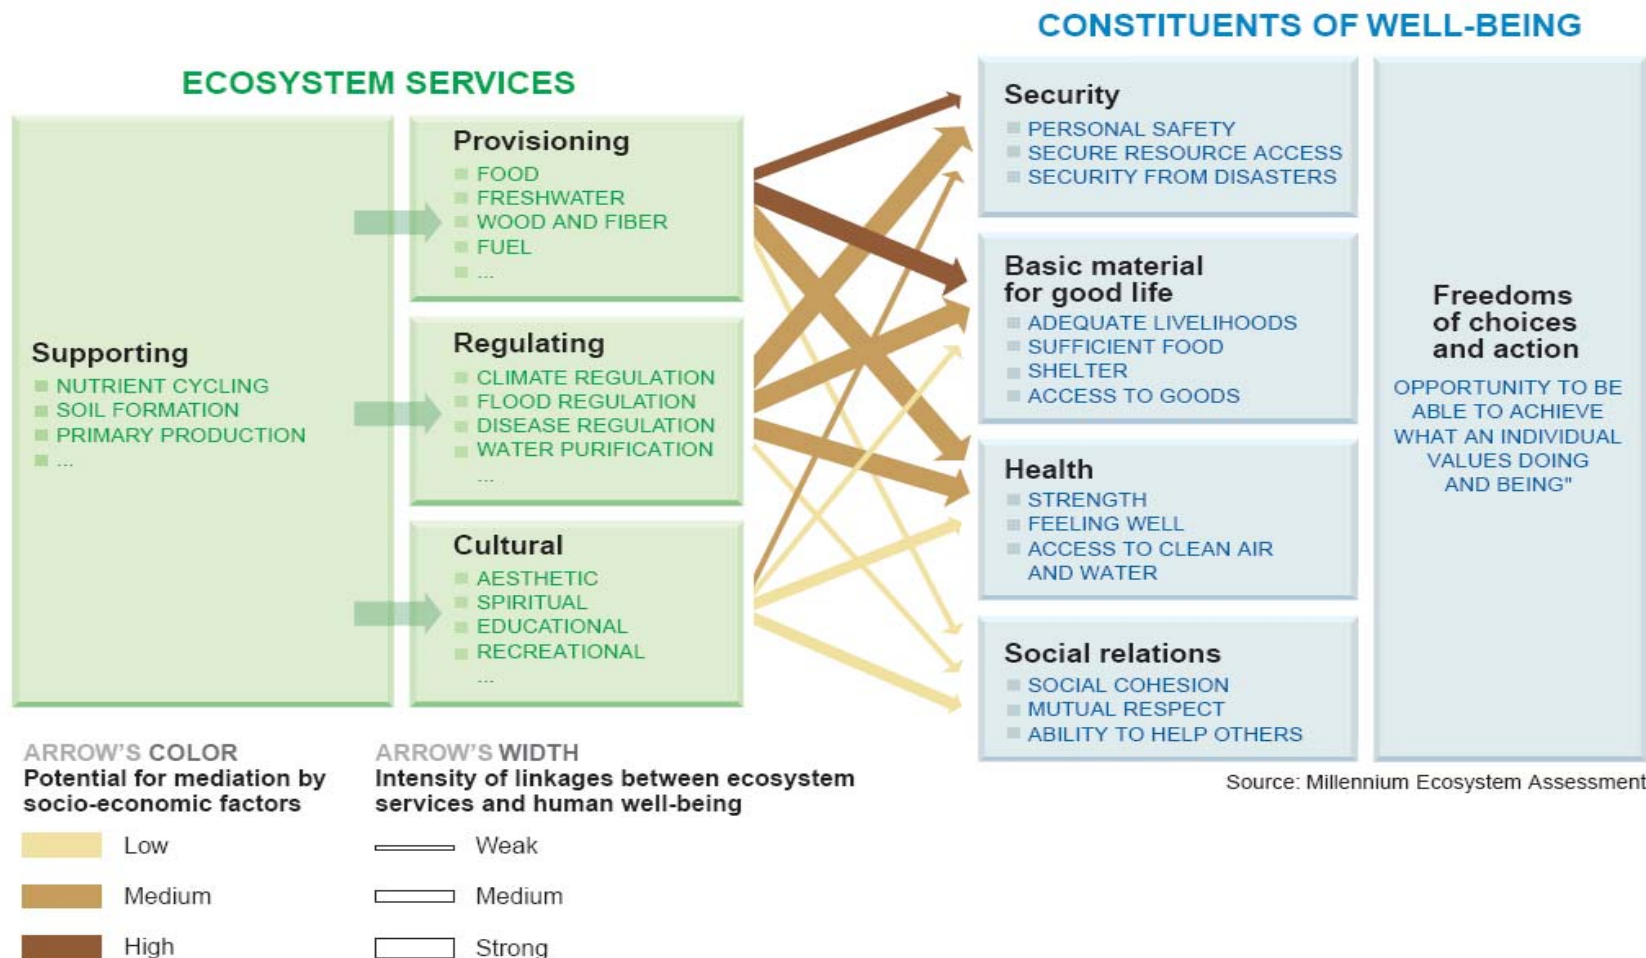 CONSTITUENTS OF WELL-BEING
ECOSYSTEM SERVICES
Supporting
NUTRIENT CYCLING
SOIL FORMATION
PRIMARY PRODUCTION
...
Provisioning
FOOD
FRESHWATER
WOOD AND FIBER
FUEL
...
Regulating
CLIMATE REGULATION
FLOOD REGULATION
DISEASE REGULATION
WATER PURIFICATION
...
Cultural
AESTHETIC
SPIRITUAL
EDUCATIONAL
RECREATIONAL
...
Security
PERSONAL SAFETY
SECURE RESOURCE ACCESS
SECURITY FROM DISASTERS
Basic material
for good life
ADEQUATE LIVELIHOODS
SUFFICIENT FOOD
SHELTER
ACCESS TO GOODS
Health
STRENGTH
FEELING WELL
ACCESS TO CLEAN AIR
AND WATER
Social relations
SOCIAL COHESION
MUTUAL RESPECT
ABILITY TO HELP OTHERS
Freedoms
of choices
and action
OPPORTUNITY TO BE
ABLE TO ACHIEVE
WHAT AN INDIVIDUAL
VALUES DOING
AND BEING"
Source: Millennium Ecosystem Assessment
ARROW'S COLOR
Potential for mediation by
socio-economic factors
Low
Medium
High
ARROW'S WIDTH
Intensity of linkages between ecosystem
services and human well-being
Weak
Medium
Strong